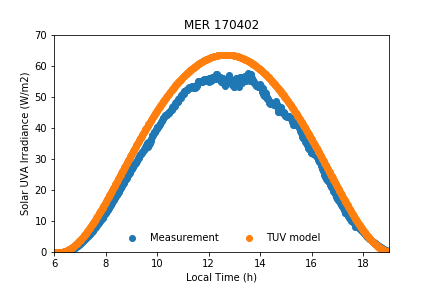 MER 170402
70
60
50
40
30
20
10
0
Solar UVA Irradiance (W/m2)
Measurement TUV model
6 8 10 12 14 16 18
Local Time (h)